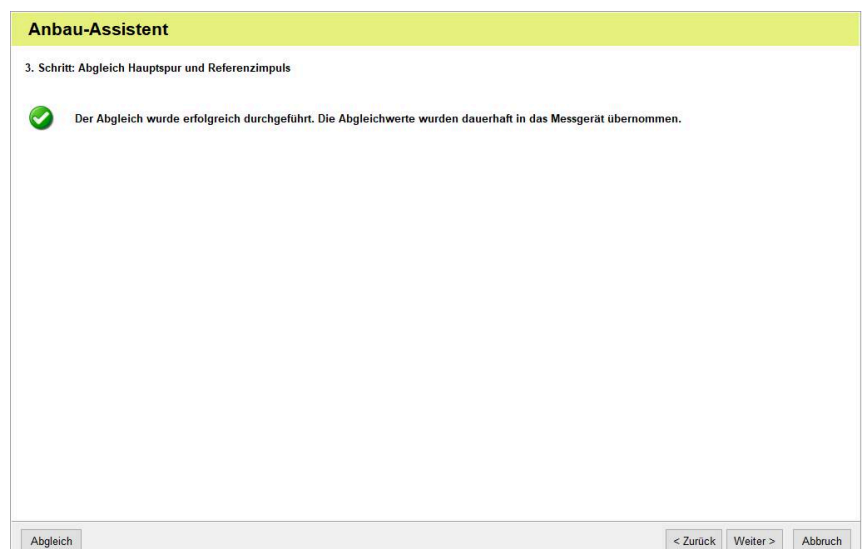 Anbau-Assistent
3. Schritt: Abgleich Hauptspur und Referenzimpuls
Der Abgleich wurde erfolgreich durchgeführt. Die Abgleichwerte wurden dauerhaft in das Messgerät übernommen.
Abgleich < Zurück Weiter > Abbruch